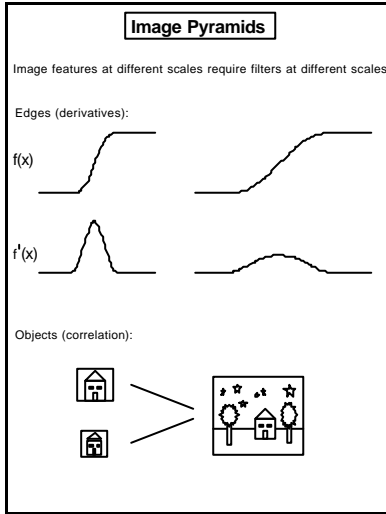 Image Pyramids
Image features at different scales require filters at different scales
Edges (derivatives):
f(x)
f'(x)
Objects (correlation):